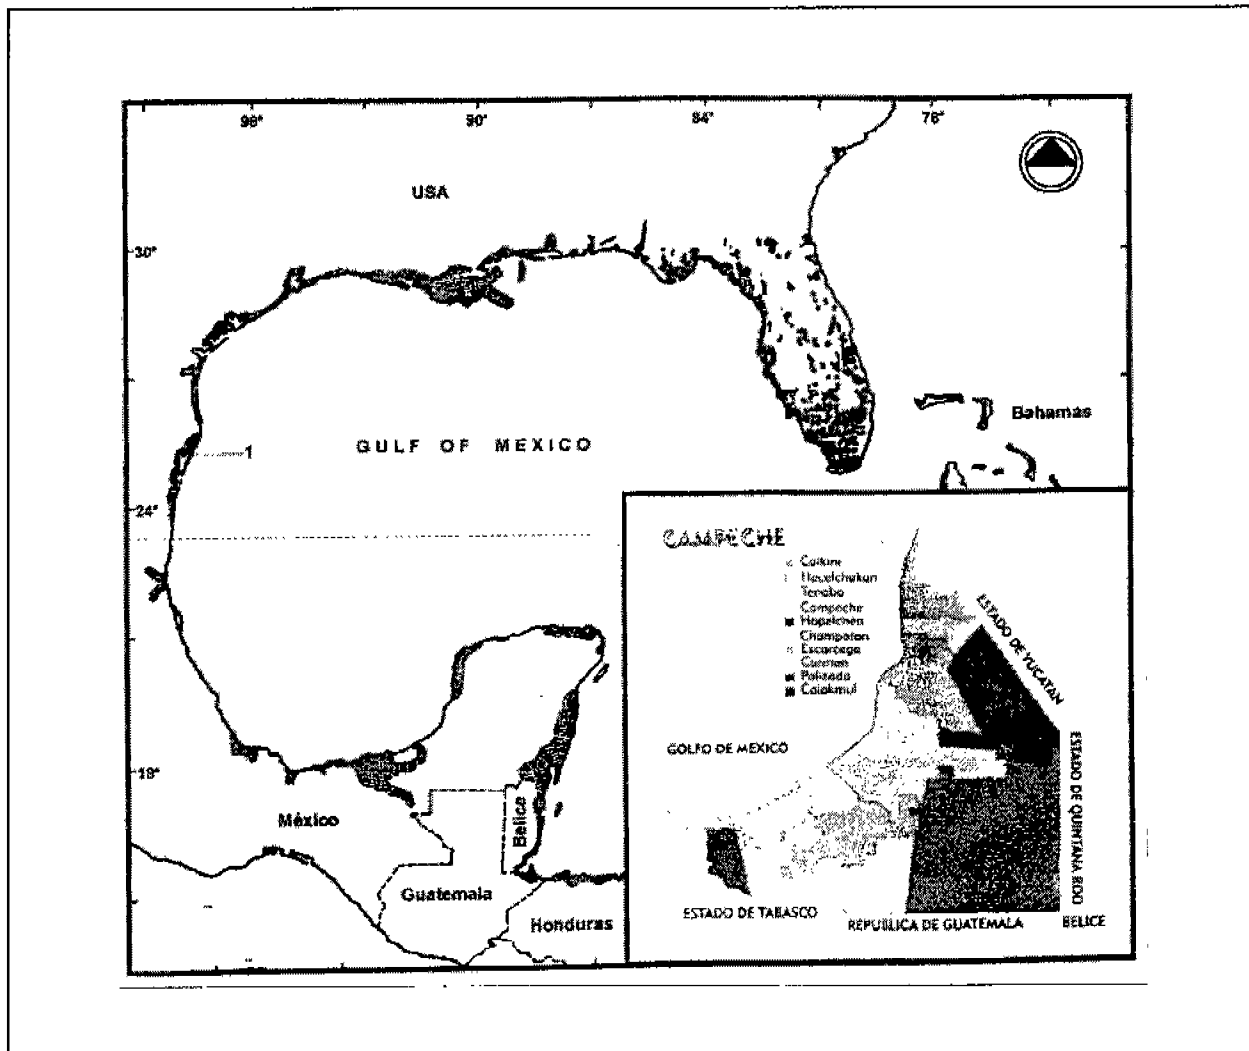 96° 90° 84° 78°
USA
30°
Bahamas
GULF OF MEXICO
1
24°
CAMPECHE
Calkini
Hecelchakan
Tenabo
Campeche
Hopelchen
Champoton
Escarcega
Carmen
Palizada
Calakmul
ESTADO DE YUCATAN
GOLFO DE MEXICO
ESTADO DE QUINTANA ROO
18°
México
Belice
Guatemala
Honduras
ESTADO DE TABASCO
REPUBLICA DE GUATEMALA
BELICE